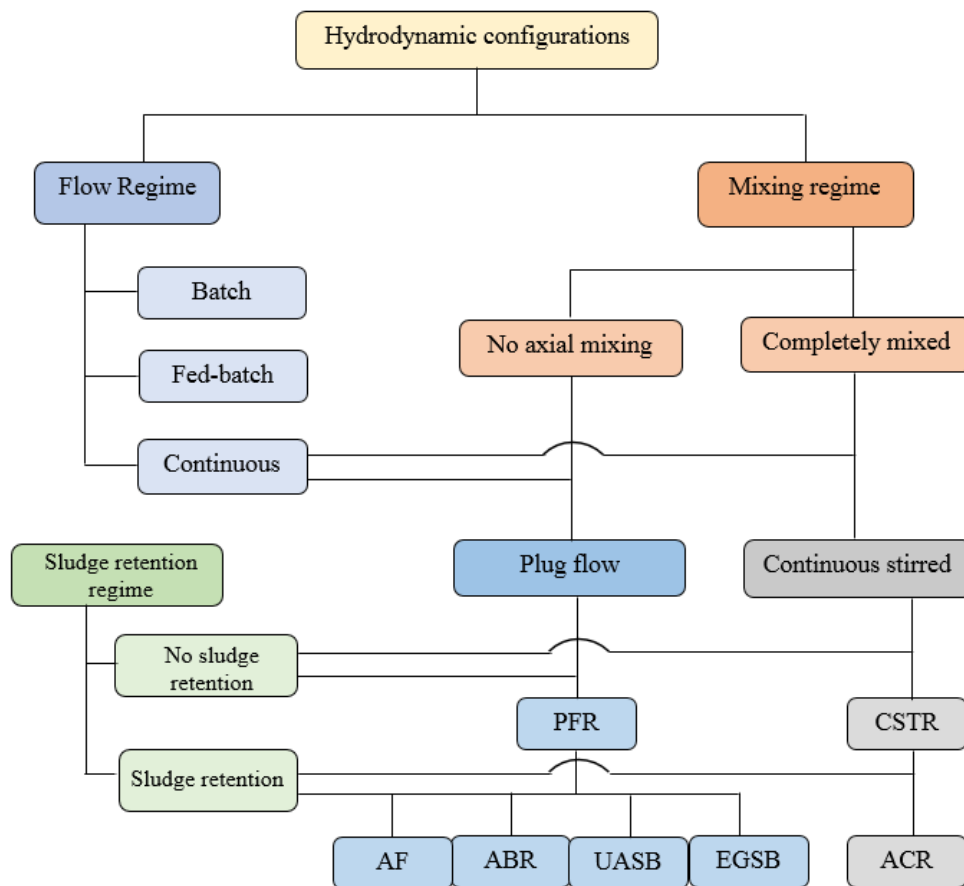 Hydrodynamic configurations
Flow Regime
Mixing regime
Batch
No axial mixing
Completely mixed
Fed-batch
Continuous
Sludge retention
regime
Plug flow
Continuous stirred
No sludge
retention
PFR
CSTR
Sludge retention
AF
ABR
UASB
EGSB
ACR